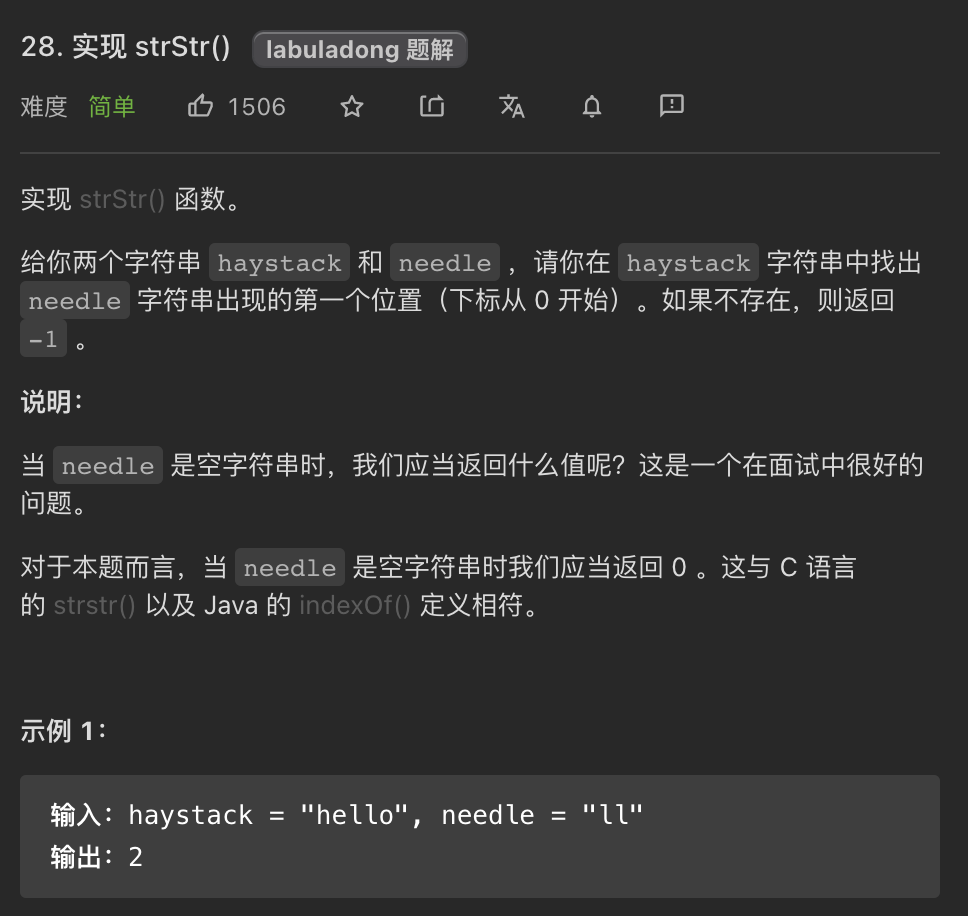 28. 实现 strStr() labuladong 题解
难度 简单 1506
实现 strStr() 函数。
给你两个字符串 haystack 和 needle ，请你在 haystack 字符串中找出
needle 字符串出现的第一个位置（下标从 0 开始）。如果不存在，则返回
-1 。
说明：
当 needle 是空字符串时，我们应当返回什么值呢？这是一个在面试中很好的
问题。
对于本题而言，当 needle 是空字符串时我们应当返回 0 。这与 C 语言
的 strstr() 以及 Java 的 indexOf() 定义相符。
示例 1：
输入：haystack = "hello", needle = "ll"
输出：2